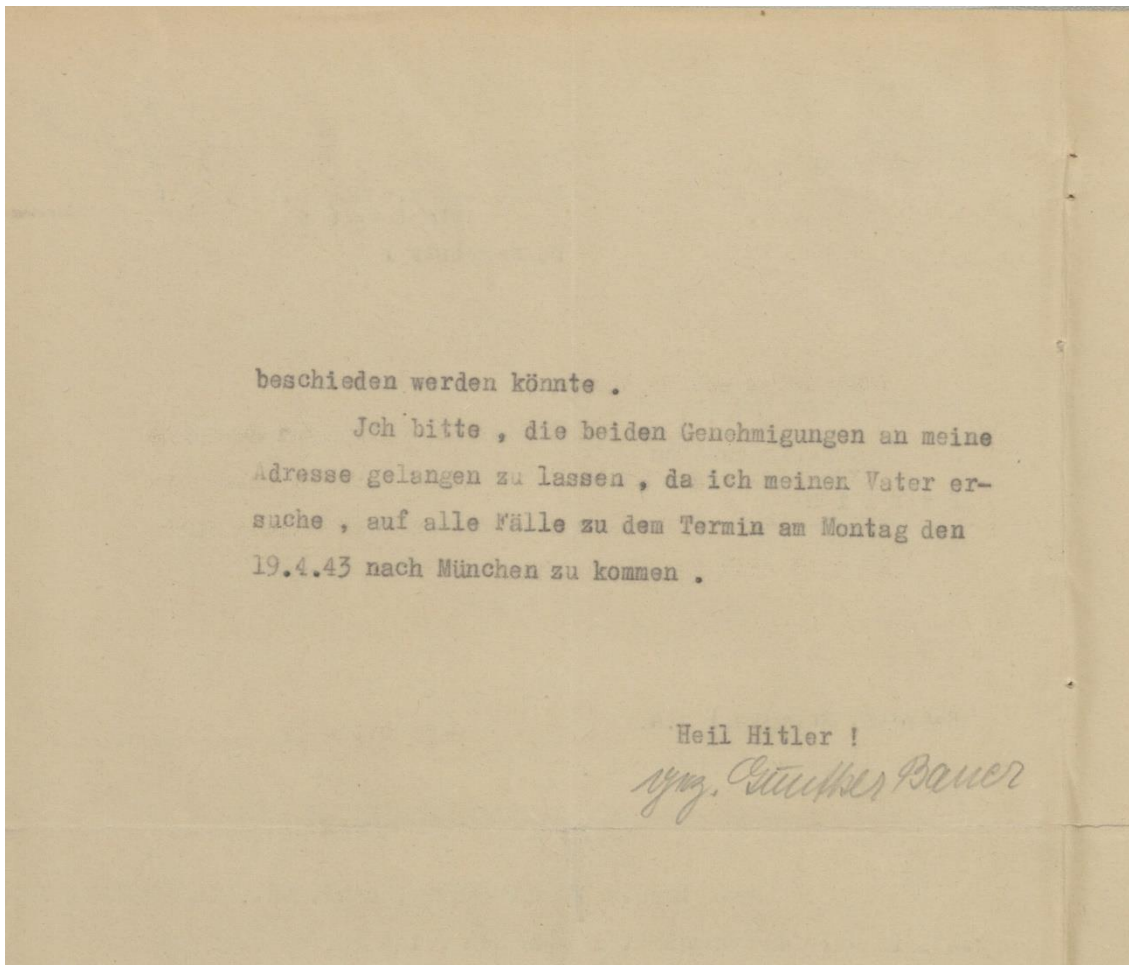 beschieden werden könnte .
Jch bitte , die beiden Genehmigungen an meine
Adresse gelangen zu lassen , da ich meinen Vater er-
suche , auf alle Fälle zu dem Termin am Montag den
19.4.43 nach München zu kommen .
Heil Hitler !
gez. Günther Bauer